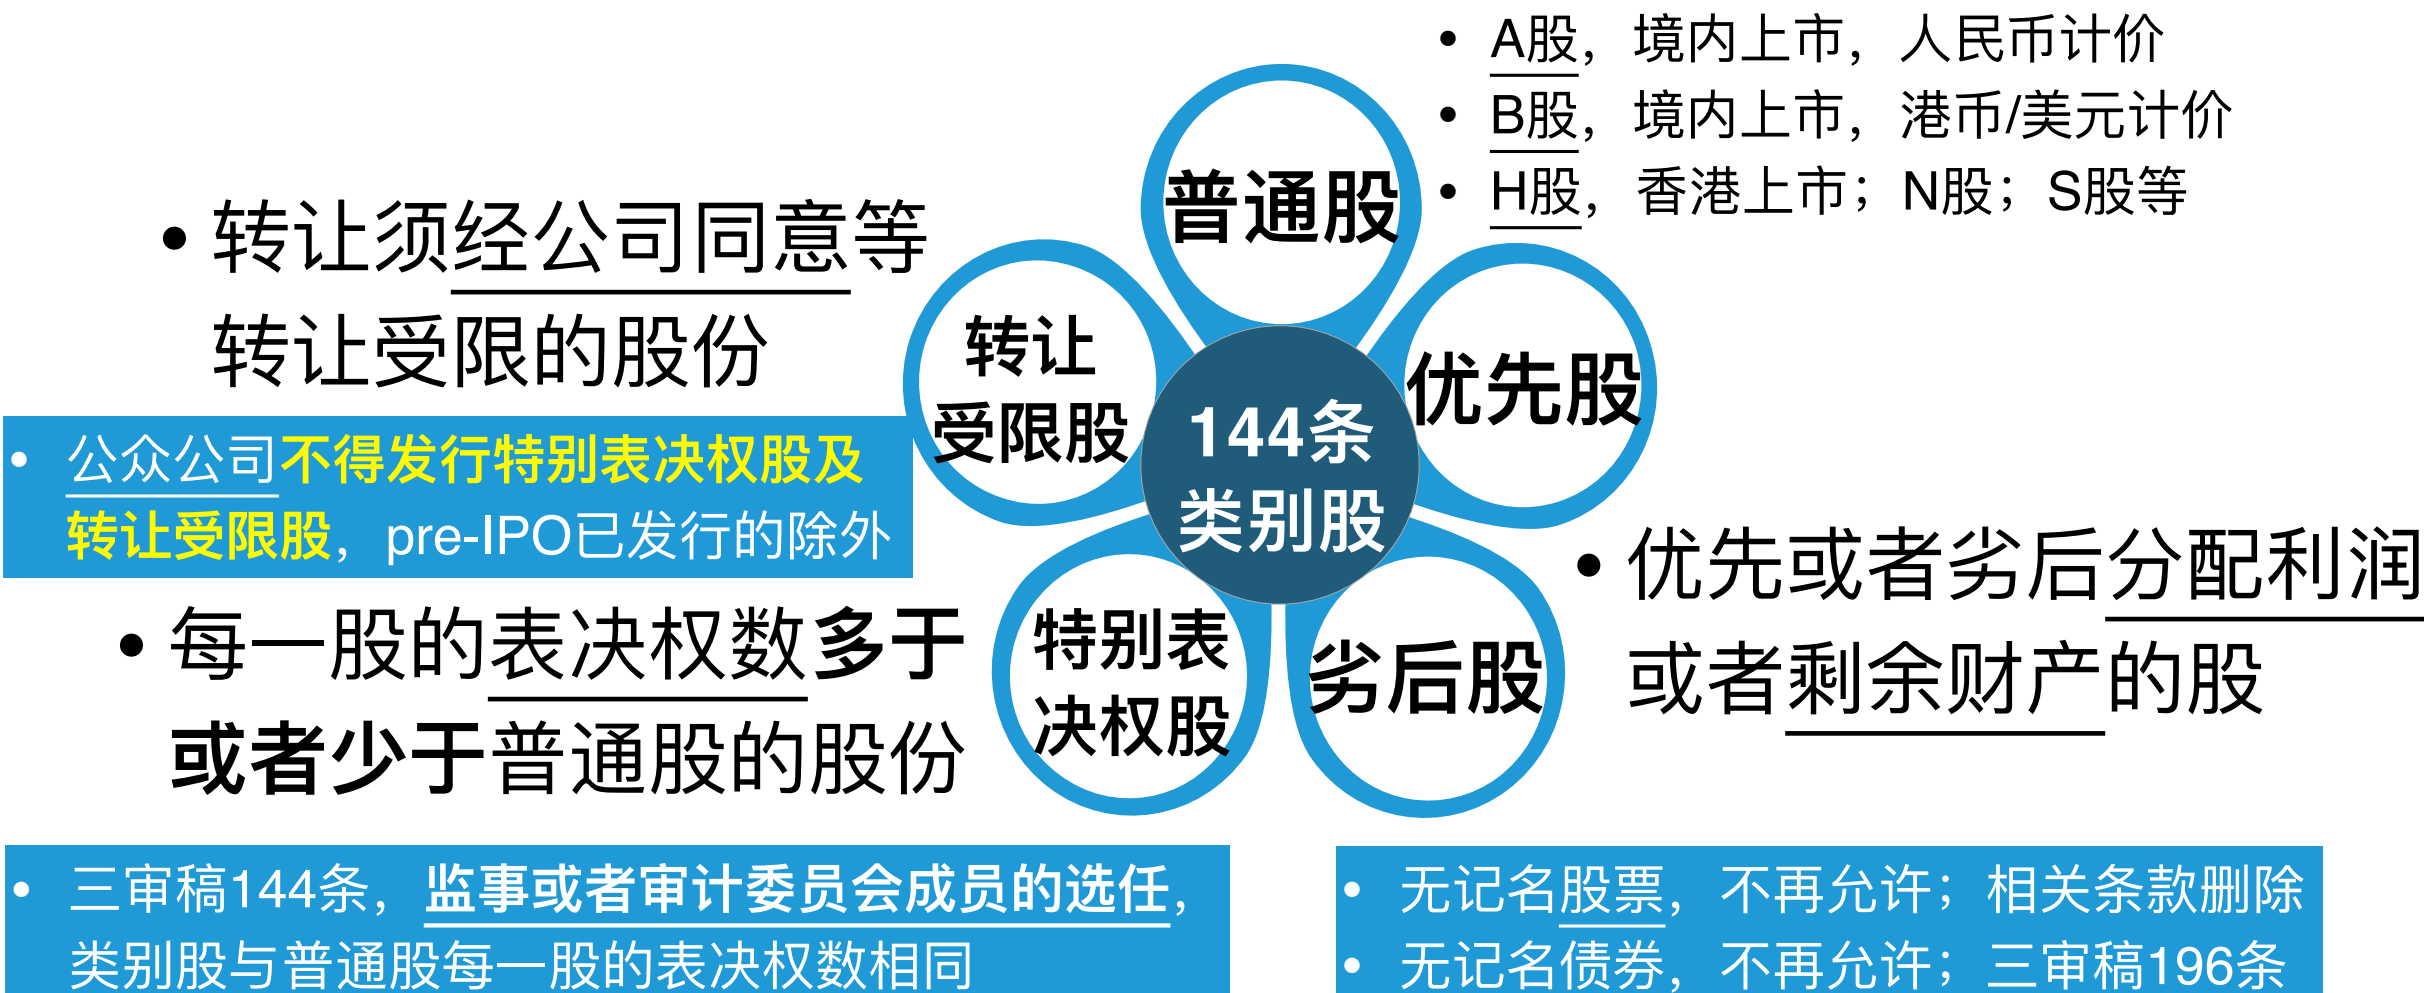 • A股，境内上市，人民币计价
• B股，境内上市，港币/美元计价
• H股，香港上市；N股；S股等
普通股
• 转让须经公司同意等
转让受限的股份
转让
受限股
优先股
144条
类别股
• 公众公司不得发行特别表决权股及
转让受限股，pre-IPO已发行的除外
• 优先或者劣后分配利润
或者剩余财产的股
• 每一股的表决权数多于
或者少于普通股的股份
特别表
决权股
劣后股
• 三审稿144条，监事或者审计委员会成员的选任，
类别股与普通股每一股的表决权数相同
• 无记名股票，不再允许；相关条款删除
• 无记名债券，不再允许；三审稿196条